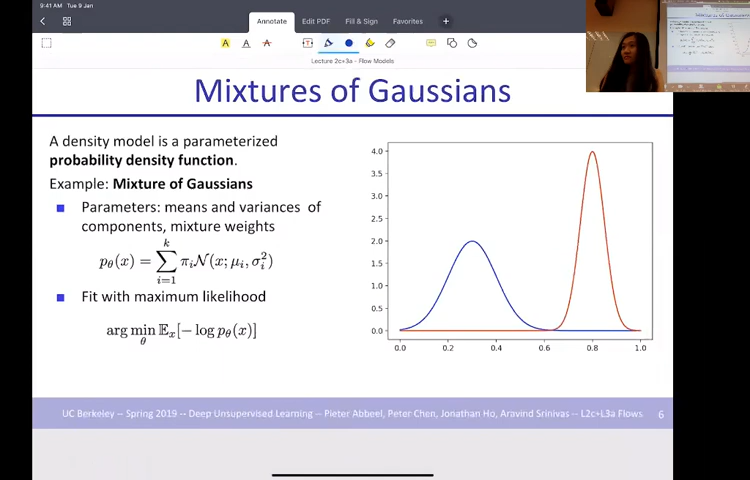 9:41 AM Tue 9 Jan
Annotate Edit PDF Fill & Sign Favorites +
Lecture 2c+3a - Flow Models
Mixtures of Gaussians
A density model is a parameterized
probability density function.
Example: Mixture of Gaussians
Parameters: means and variances of
components, mixture weights
p_θ(x) = ∑_{i=1}^{k} π_i 𝒩(x; μ_i, σ_i^2)
Fit with maximum likelihood
arg min_θ 𝔼_x[− log p_θ(x)]
4.0
3.5
3.0
2.5
2.0
1.5
1.0
0.5
0.0
0.0 0.2 0.4 0.6 0.8 1.0
UC Berkeley -- Spring 2019 -- Deep Unsupervised Learning -- Pieter Abbeel, Peter Chen, Jonathan Ho, Aravind Srinivas -- L2c+L3a Flows 6
Mixtures of Gaussians